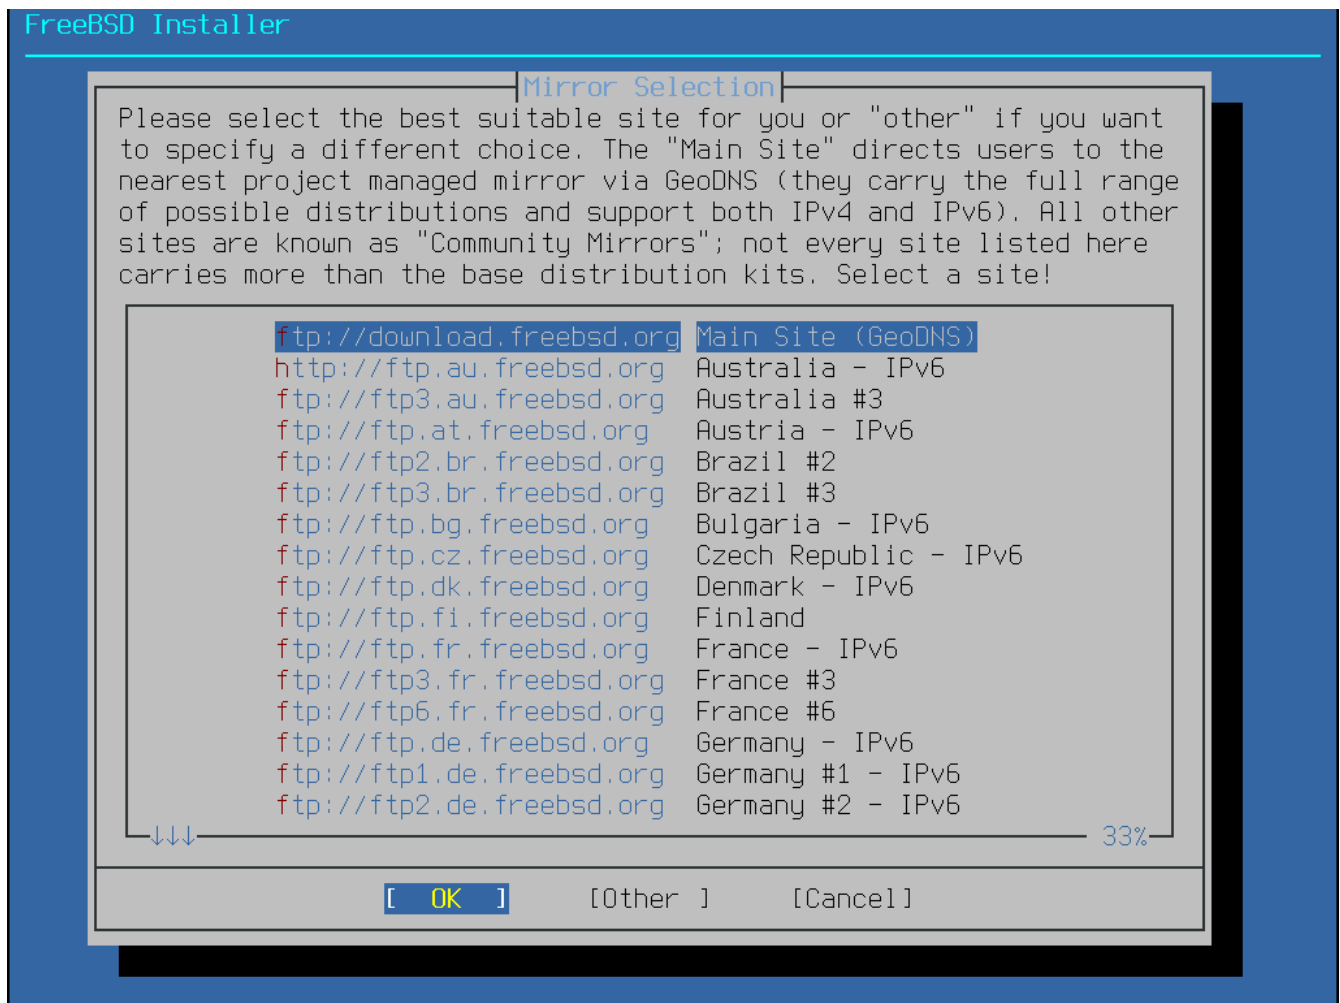 FreeBSD Installer
Mirror Selection
Please select the best suitable site for you or "other" if you want
to specify a different choice. The "Main Site" directs users to the
nearest project managed mirror via GeoDNS (they carry the full range
of possible distributions and support both IPv4 and IPv6). All other
sites are known as "Community Mirrors"; not every site listed here
carries more than the base distribution kits. Select a site!
ftp://download.freebsd.org Main Site (GeoDNS)
http://ftp.au.freebsd.org Australia - IPv6
ftp://ftp3.au.freebsd.org Australia #3
ftp://ftp.at.freebsd.org Austria - IPv6
ftp://ftp2.br.freebsd.org Brazil #2
ftp://ftp3.br.freebsd.org Brazil #3
ftp://ftp.bg.freebsd.org Bulgaria - IPv6
ftp://ftp.cz.freebsd.org Czech Republic - IPv6
ftp://ftp.dk.freebsd.org Denmark - IPv6
ftp://ftp.fi.freebsd.org Finland
ftp://ftp.fr.freebsd.org France - IPv6
ftp://ftp3.fr.freebsd.org France #3
ftp://ftp6.fr.freebsd.org France #6
ftp://ftp.de.freebsd.org Germany - IPv6
ftp://ftp1.de.freebsd.org Germany #1 - IPv6
ftp://ftp2.de.freebsd.org Germany #2 - IPv6
↓↓↓ 33%
[ OK ] [Other ] [Cancel]